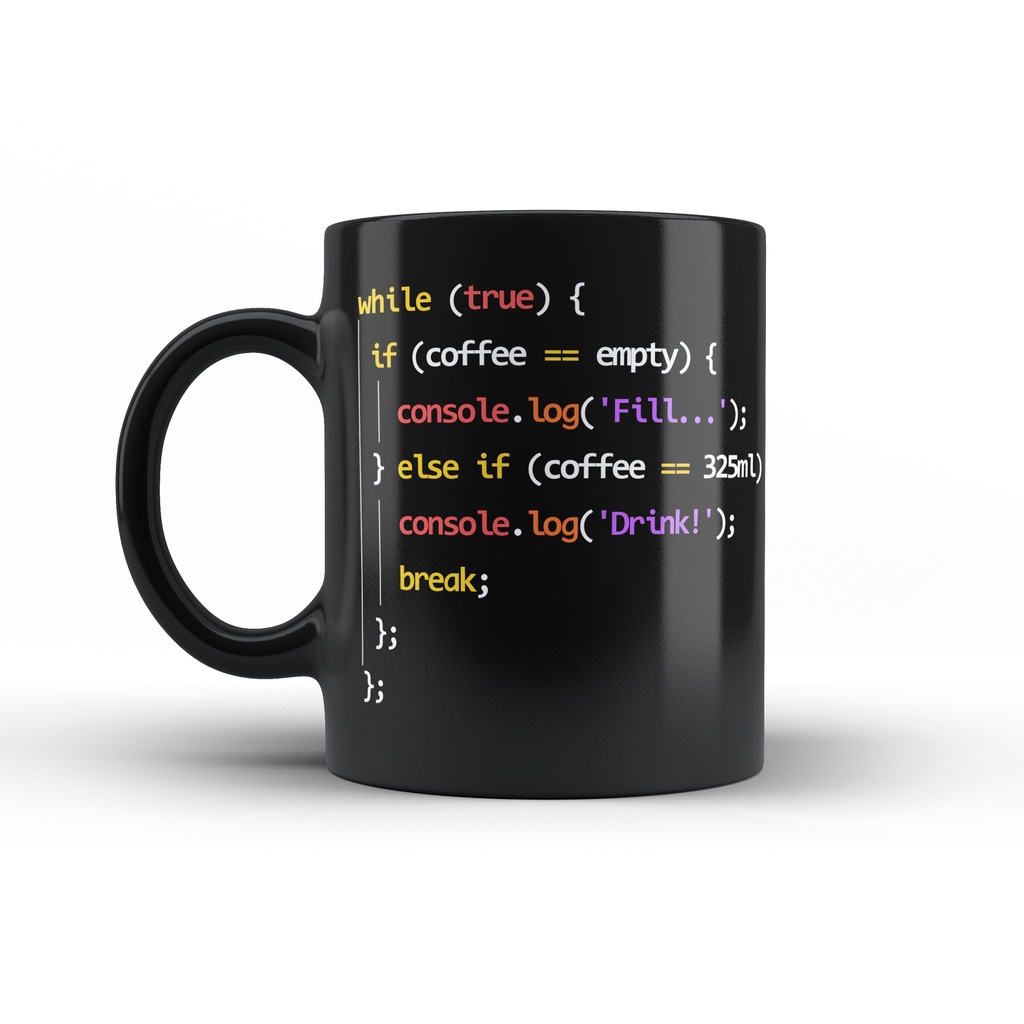 while (true) {
if (coffee == empty) {
console.log('Fill...');
} else if (coffee == 325ml)
console.log('Drink!');
break;
};
};